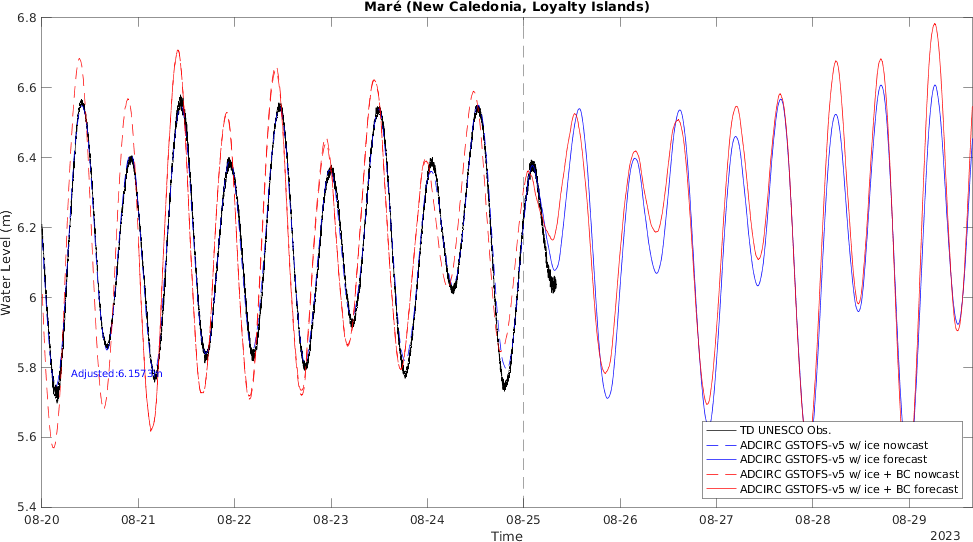 Maré (New Caledonia, Loyalty Islands)
6.8
6.6
6.4
6.2
6
5.8
5.6
5.4
Water Level (m)
Adjusted:6.1573m
TD UNESCO Obs.
ADCIRC GSTOFS-v5 w/ ice nowcast
ADCIRC GSTOFS-v5 w/ ice forecast
ADCIRC GSTOFS-v5 w/ ice + BC nowcast
ADCIRC GSTOFS-v5 w/ ice + BC forecast
08-20 08-21 08-22 08-23 08-24 08-25 08-26 08-27 08-28 08-29
Time
2023